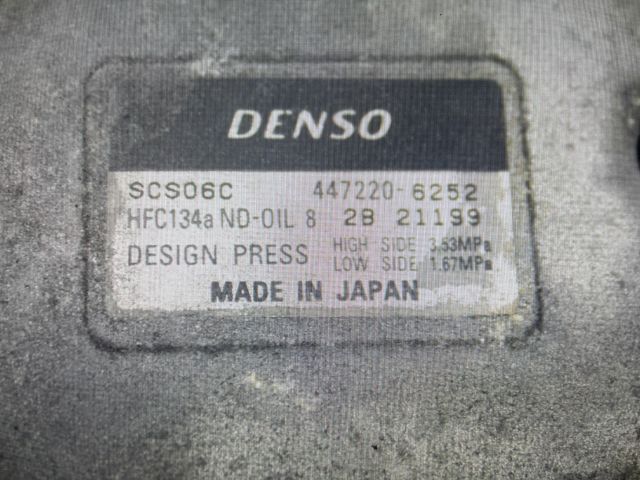 DENSO
SCS06C 447220-6252
HFC134a ND-OIL 8 2B 21199
DESIGN PRESS HIGH SIDE 3.53MPa
LOW SIDE 1.67MPa
MADE IN JAPAN